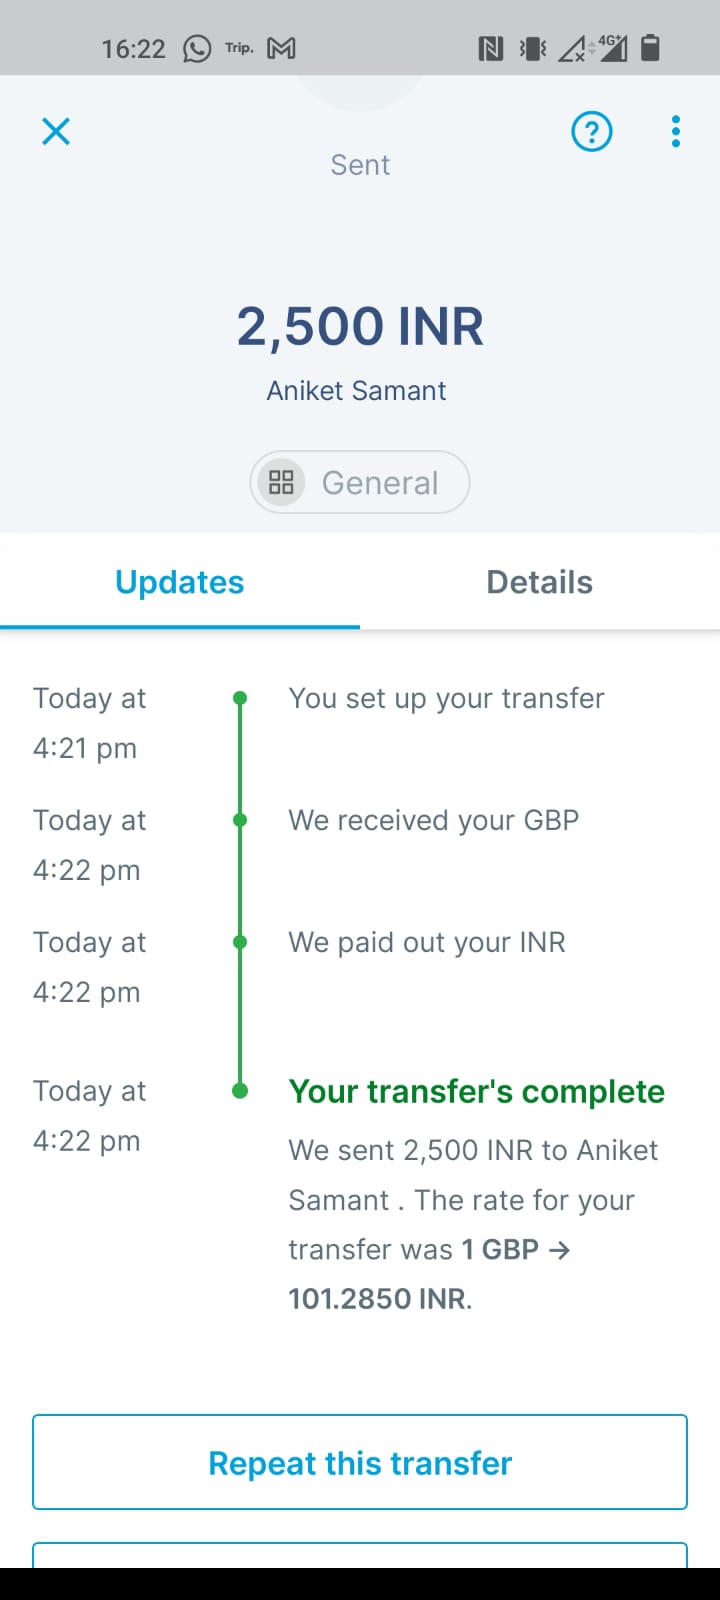 16:22 Trip. 4G+
Sent
2,500 INR
Aniket Samant
General
Updates Details
Today at
4:21 pm
You set up your transfer
Today at
4:22 pm
We received your GBP
Today at
4:22 pm
We paid out your INR
Today at
4:22 pm
Your transfer's complete
We sent 2,500 INR to Aniket
Samant . The rate for your
transfer was 1 GBP →
101.2850 INR.
Repeat this transfer